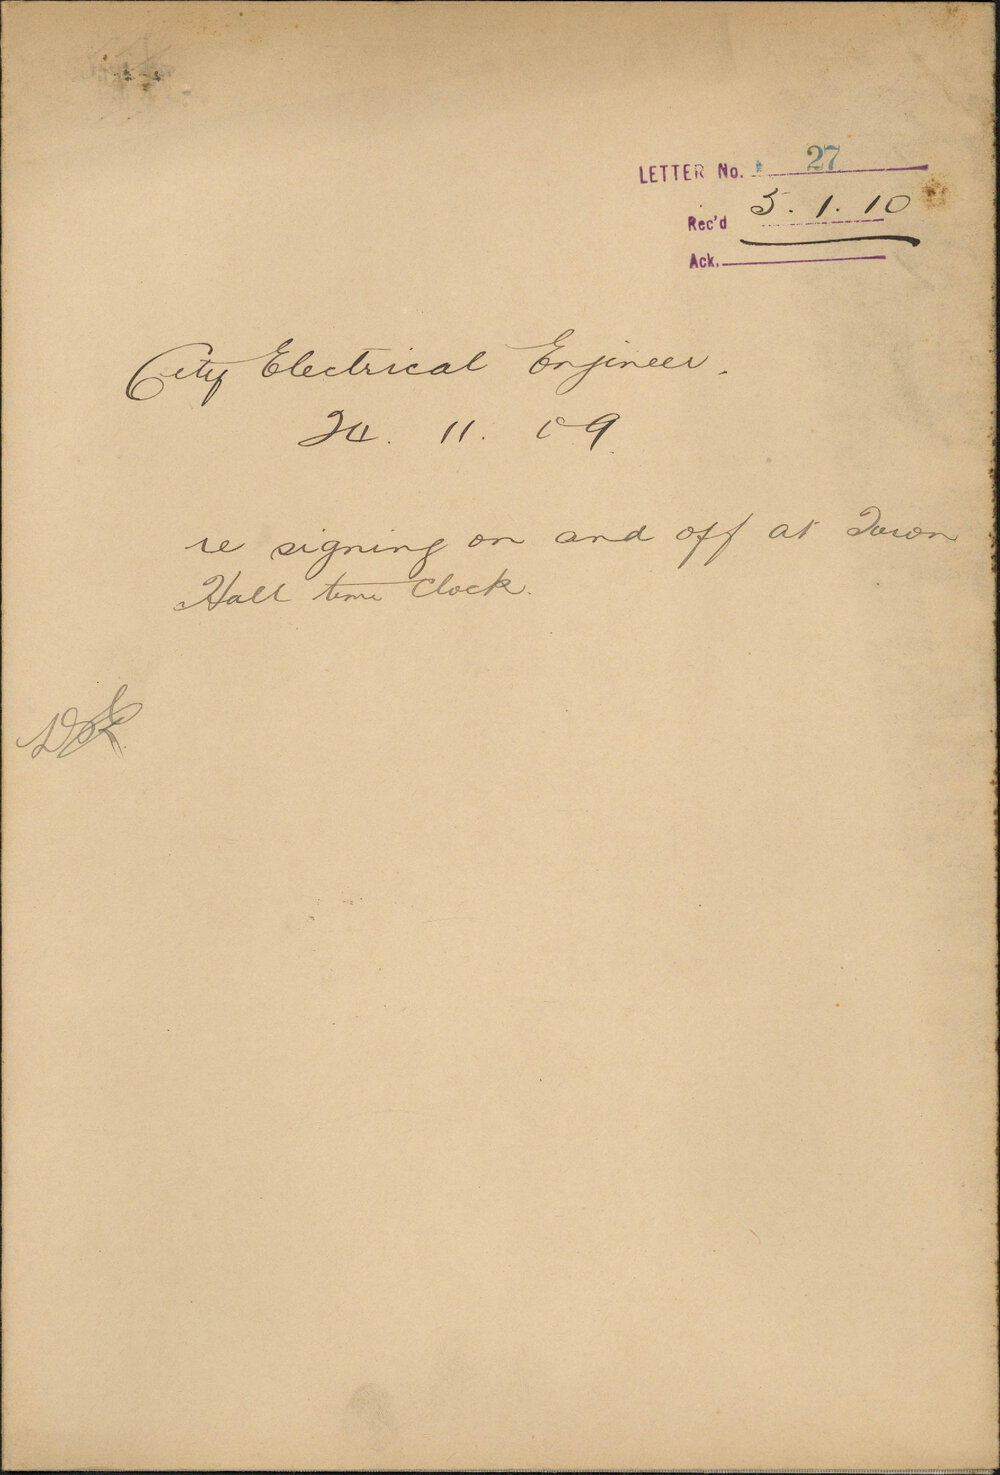 LETTER No. 27
Rec'd 5.1.10
Ack.
City Electrical Engineer.
24. 11. 09
re signing on and off at Town
Hall time Clock.